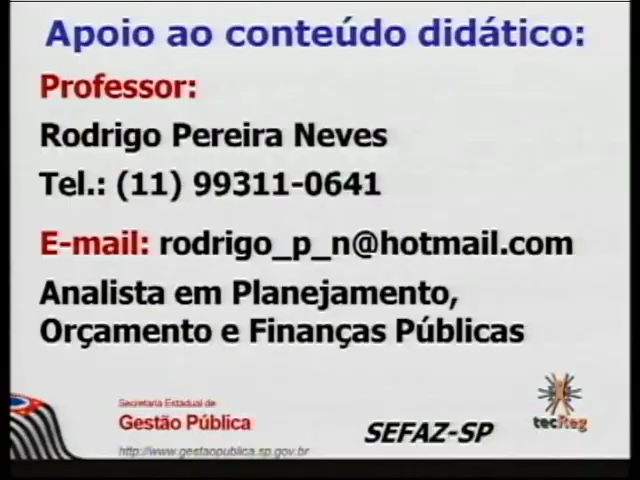 Apoio ao conteúdo didático:
Professor:
Rodrigo Pereira Neves
Tel.: (11) 99311-0641
E-mail: rodrigo_p_n@hotmail.com
Analista em Planejamento,
Orçamento e Finanças Públicas
Secretaria Estadual de
Gestão Pública
http://www.gestaopublica.sp.gov.br
SEFAZ-SP
tecReg